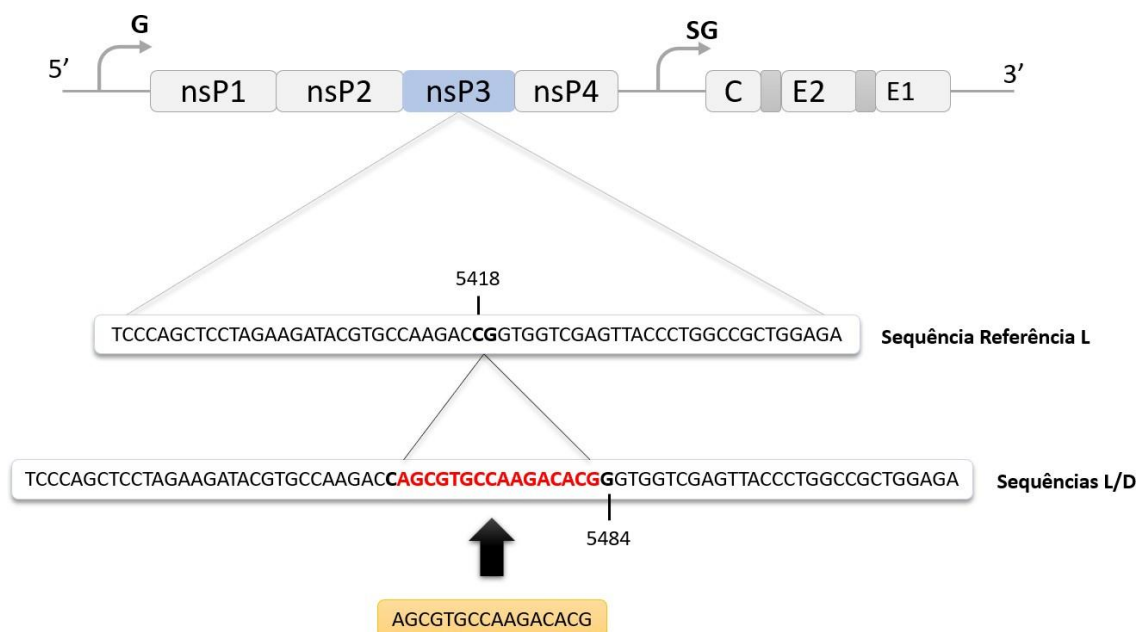 G
SG
5’
3’
nsP1 nsP2 nsP3 nsP4 C E2 E1
5418
TCCCAGCTCCTAGAAGATACGTGCCAAGACCGGTGGTCGAGTTACCCTGGCCGCTGGAGA Sequência Referência L
TCCCAGCTCCTAGAAGATACGTGCCAAGACCAGCGTGCCAAGACACGGGTGGTCGAGTTACCCTGGCCGCTGGAGA Sequências L/D
5484
AGCGTGCCAAGACACG